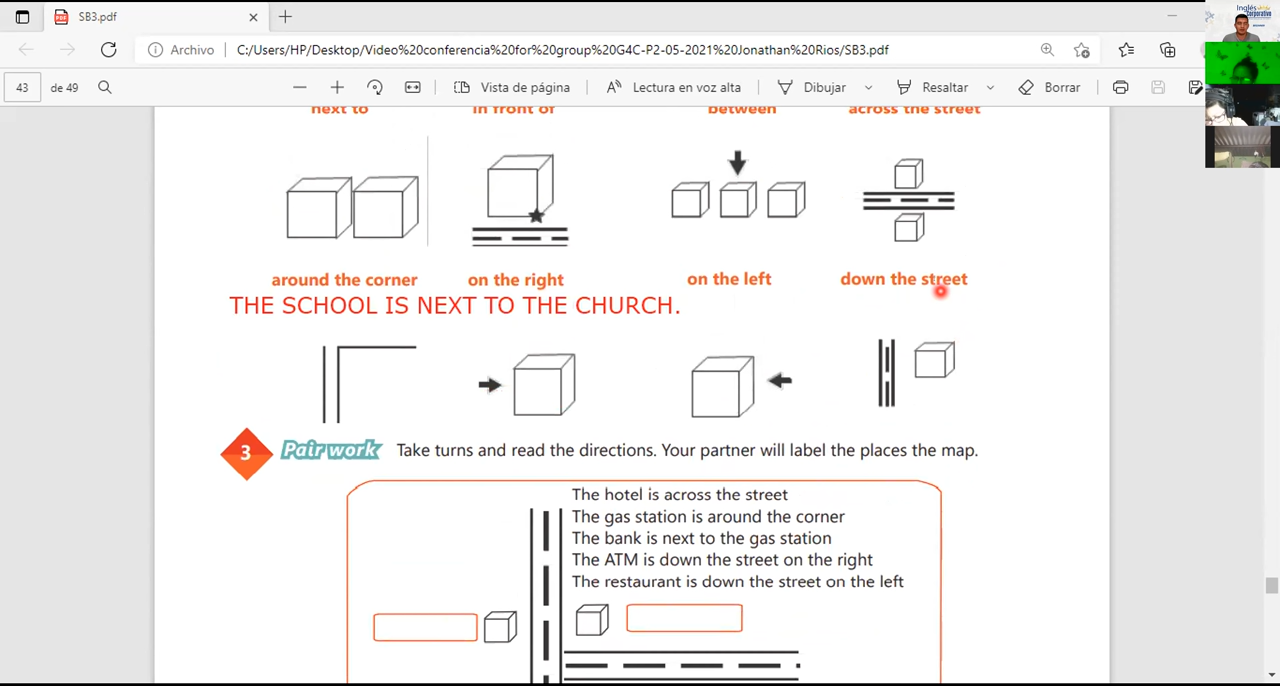 SB3.pdf
Archivo
C:/Users/HP/Desktop/Video%20conferencia%20for%20group%20G4C-P2-05-2021%20Jonathan%20Rios/SB3.pdf
43
de 49
Vista de página
Lectura en voz alta
Dibujar
Resaltar
Borrar
Inglés
Corporativo
next to
in front of
between
across the street
around the corner
on the right
on the left
down the street
THE SCHOOL IS NEXT TO THE CHURCH.
3
Pair work
Take turns and read the directions. Your partner will label the places the map.
The hotel is across the street
The gas station is around the corner
The bank is next to the gas station
The ATM is down the street on the right
The restaurant is down the street on the left